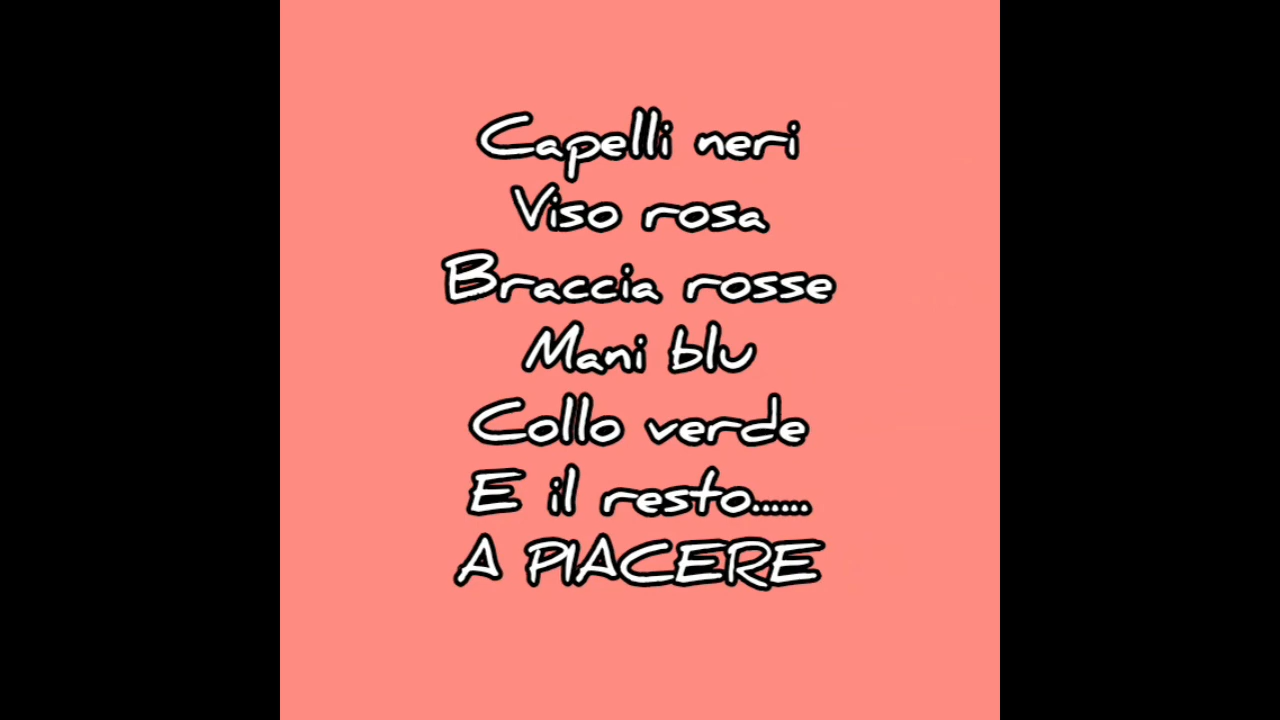 Capelli neri
Viso rosa
Braccia rosse
Mani blu
Collo verde
E il resto......
A PIACERE